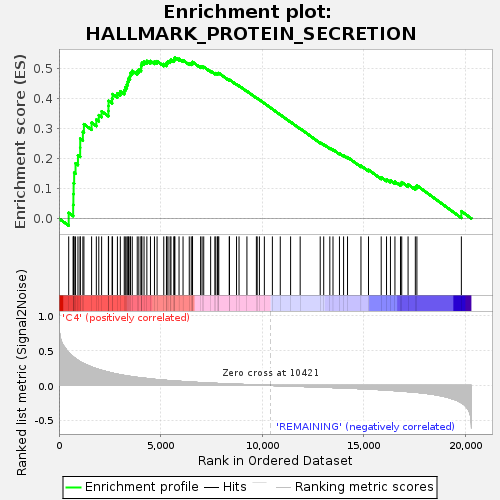 Enrichment plot:
HALLMARK_PROTEIN_SECRETION
Enrichment score (ES)
0.5
0.4
0.3
0.2
0.1
0.0
Ranked list metric (Signal2Noise)
1.0
0.5
0.0
-0.5
'C4' (positively correlated)
Zero cross at 10421
'REMAINING' (negatively correlated)
0
5,000
10,000
15,000
20,000
Rank in Ordered Dataset
Enrichment profile
Hits
Ranking metric scores